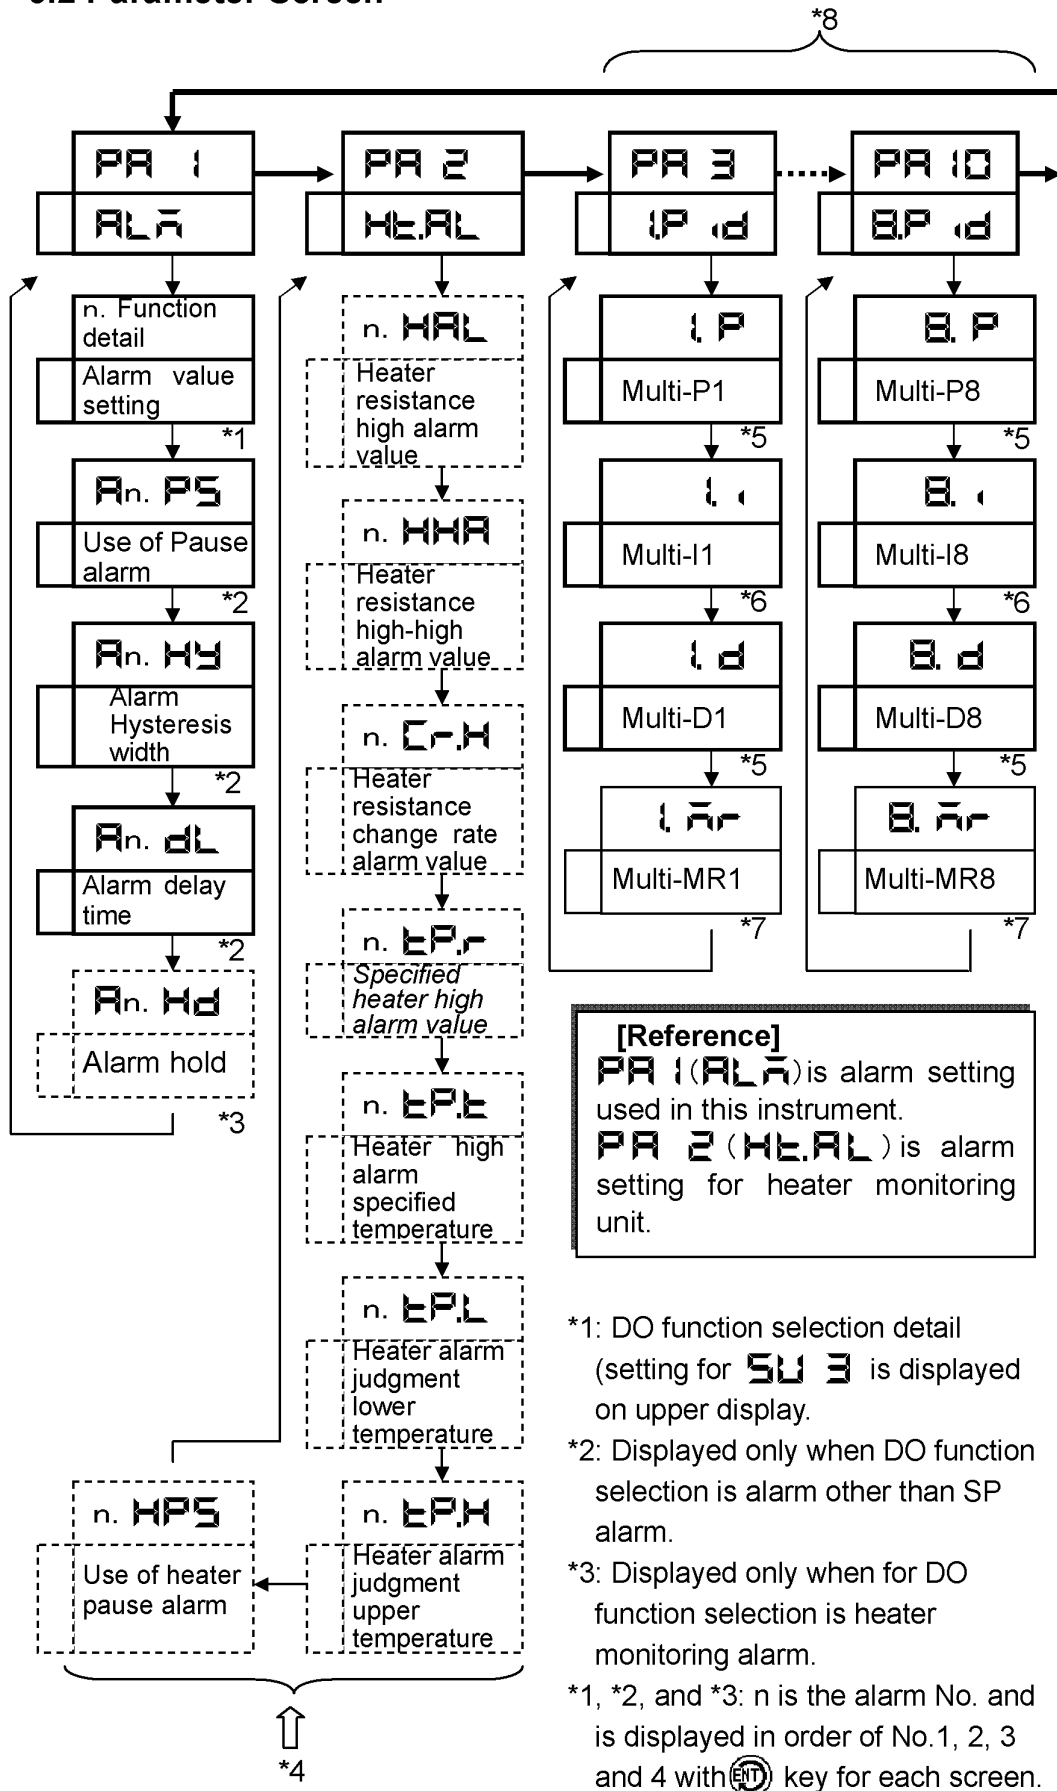 *8
PA 1
ALM
n. Function
detail
Alarm value
setting
*1
An. PS
Use of Pause
alarm
*2
An. HY
Alarm
Hysteresis
width
*2
An. dL
Alarm delay
time
*2
An. Hd
Alarm hold
*3
PA 2
Ht.AL
n. HAL
Heater
resistance
high alarm
value
n. HHA
Heater
resistance
high-high
alarm value
n. Cr.H
Heater
resistance
change rate
alarm value
n. tP.r
Specified
heater high
alarm value
n. tP.t
Heater high
alarm
specified
temperature
n. tP.L
Heater alarm
judgment
lower
temperature
n. tP.H
Heater alarm
judgment
upper
temperature
n. HPS
Use of heater
pause alarm
*4
PA 3
1.P id
1. P
Multi-P1
*5
1. i
Multi-I1
*6
1. d
Multi-D1
*5
1. Mr
Multi-MR1
*7
PA 10
8.P id
8. P
Multi-P8
*5
8. i
Multi-I8
*6
8. d
Multi-D8
*5
8. Mr
Multi-MR8
*7
[Reference]
PA 1(ALM)is alarm setting
used in this instrument.
PA 2 (Ht.AL) is alarm
setting for heater monitoring
unit.
*1: DO function selection detail
(setting for SU 3 is displayed
on upper display.
*2: Displayed only when DO function
selection is alarm other than SP
alarm.
*3: Displayed only when for DO
function selection is heater
monitoring alarm.
*1, *2, and *3: n is the alarm No. and
is displayed in order of No.1, 2, 3
and 4 with ENT key for each screen.